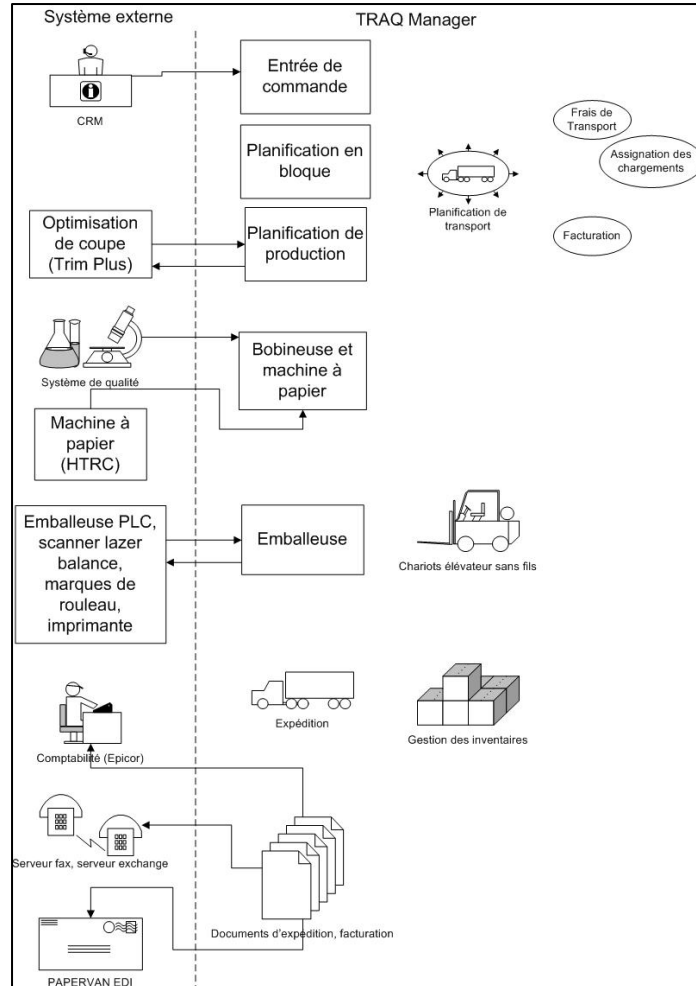 Système externe
TRAQ Manager
CRM
Entrée de
commande
Planification en
bloque
Planification de
transport
Frais de
Transport
Assignation des
chargements
Facturation
Optimisation
de coupe
(Trim Plus)
Planification de
production
Système de qualité
Bobineuse et
machine à
papier
Machine à
papier
(HTRC)
Emballeuse PLC,
scanner lazer
balance,
marques de
rouleau,
imprimante
Emballeuse
Chariots élévateur sans fils
Comptabilité (Epicor)
Expédition
Gestion des inventaires
Serveur fax, serveur exchange
Documents d'expédition, facturation
PAPERVAN EDI